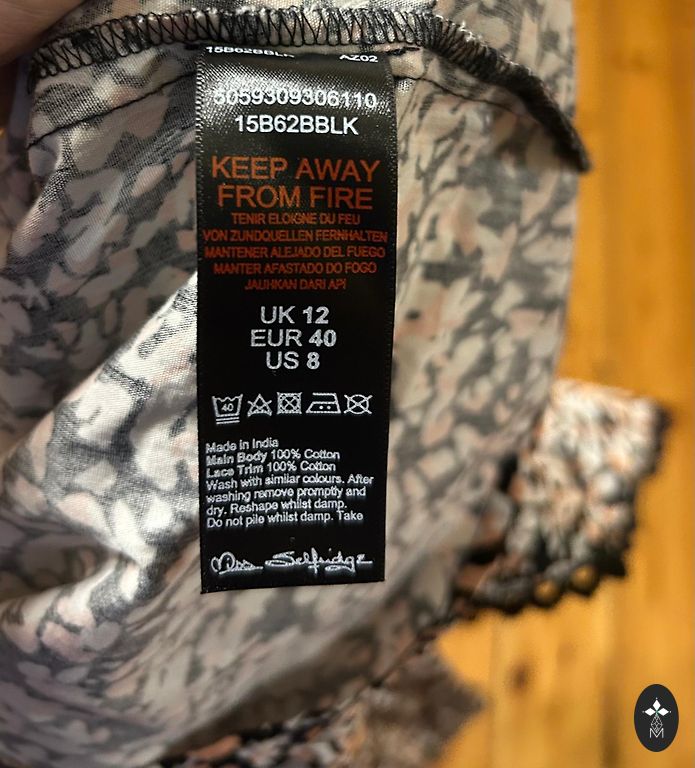 15B62BBLK AZ02
5059309306110
15B62BBLK
KEEP AWAY
FROM FIRE
TENIR ELOIGNE DU FEU
VON ZUNDQUELLEN FERNHALTEN
MANTENER ALEJADO DEL FUEGO
MANTER AFASTADO DO FOGO
JAUHKAN DARI API
UK 12
EUR 40
US 8
40
Made in India
Main Body 100% Cotton
Lace Trim 100% Cotton
Wash with similar colours. After
washing remove promptly and
dry. Reshape whilst damp.
Do not pile whilst damp. Take
Miss Selfridge
M